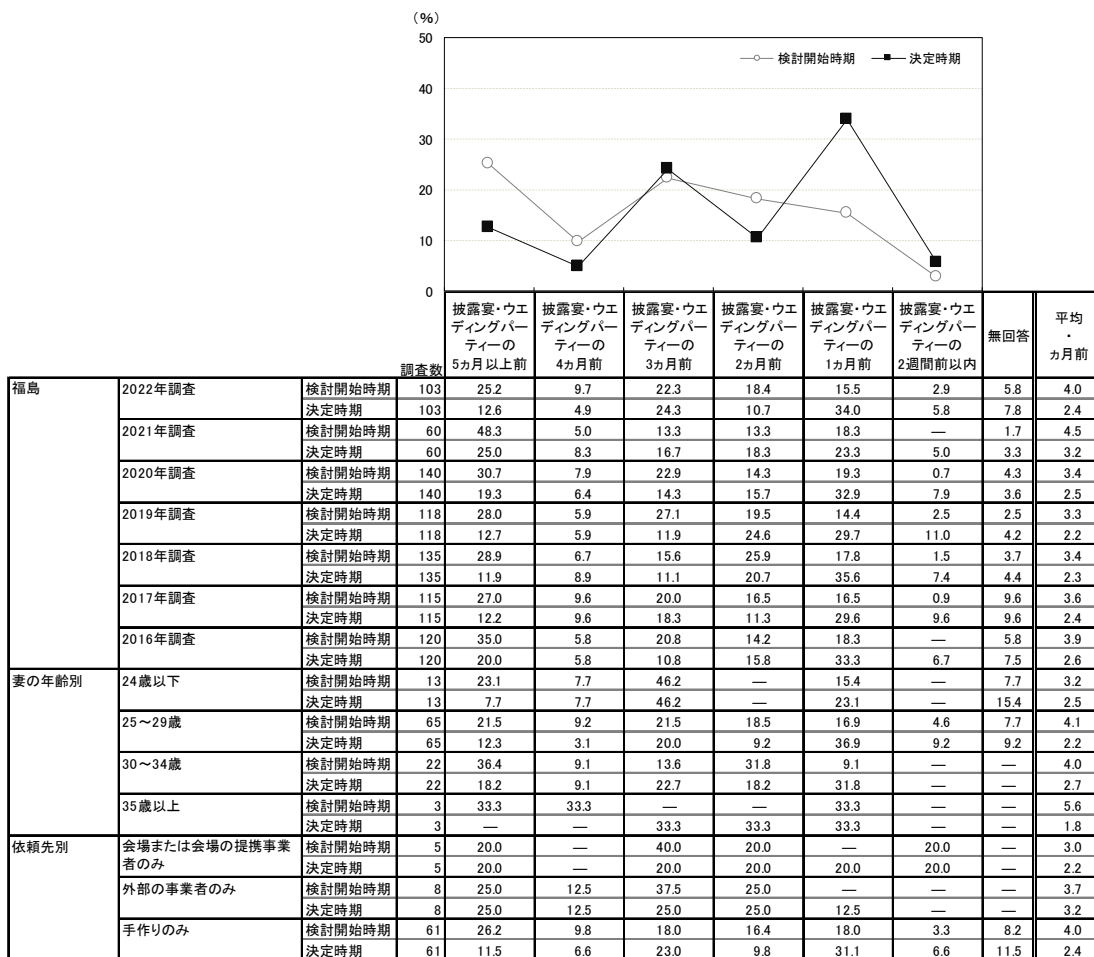 （%）
50
40
30
20
10
0
検討開始時期 決定時期
調査数 披露宴・ウエディングパーティーの5ヵ月以上前 披露宴・ウエディングパーティーの4ヵ月前 披露宴・ウエディングパーティーの3ヵ月前 披露宴・ウエディングパーティーの2ヵ月前 披露宴・ウエディングパーティーの1ヵ月前 披露宴・ウエディングパーティーの2週間前以内 無回答 平均・ヵ月前
福島 2022年調査 検討開始時期 103 25.2 9.7 22.3 18.4 15.5 2.9 5.8 4.0
決定時期 103 12.6 4.9 24.3 10.7 34.0 5.8 7.8 2.4
2021年調査 検討開始時期 60 48.3 5.0 13.3 13.3 18.3 ― 1.7 4.5
決定時期 60 25.0 8.3 16.7 18.3 23.3 5.0 3.3 3.2
2020年調査 検討開始時期 140 30.7 7.9 22.9 14.3 19.3 0.7 4.3 3.4
決定時期 140 19.3 6.4 14.3 15.7 32.9 7.9 3.6 2.5
2019年調査 検討開始時期 118 28.0 5.9 27.1 19.5 14.4 2.5 2.5 3.3
決定時期 118 12.7 5.9 11.9 24.6 29.7 11.0 4.2 2.2
2018年調査 検討開始時期 135 28.9 6.7 15.6 25.9 17.8 1.5 3.7 3.4
決定時期 135 11.9 8.9 11.1 20.7 35.6 7.4 4.4 2.3
2017年調査 検討開始時期 115 27.0 9.6 20.0 16.5 16.5 0.9 9.6 3.6
決定時期 115 12.2 9.6 18.3 11.3 29.6 9.6 9.6 2.4
2016年調査 検討開始時期 120 35.0 5.8 20.8 14.2 18.3 ― 5.8 3.9
決定時期 120 20.0 5.8 10.8 15.8 33.3 6.7 7.5 2.6
妻の年齢別 24歳以下 検討開始時期 13 23.1 7.7 46.2 ― 15.4 ― 7.7 3.2
決定時期 13 7.7 7.7 46.2 ― 23.1 ― 15.4 2.5
25～29歳 検討開始時期 65 21.5 9.2 21.5 18.5 16.9 4.6 7.7 4.1
決定時期 65 12.3 3.1 20.0 9.2 36.9 9.2 9.2 2.2
30～34歳 検討開始時期 22 36.4 9.1 13.6 31.8 9.1 ― ― 4.0
決定時期 22 18.2 9.1 22.7 18.2 31.8 ― ― 2.7
35歳以上 検討開始時期 3 33.3 33.3 ― ― 33.3 ― ― 5.6
決定時期 3 ― ― 33.3 33.3 33.3 ― ― 1.8
依頼先別 会場または会場の提携事業者のみ 検討開始時期 5 20.0 ― 40.0 20.0 ― 20.0 ― 3.0
決定時期 5 20.0 ― 20.0 20.0 20.0 20.0 ― 2.2
外部の事業者のみ 検討開始時期 8 25.0 12.5 37.5 25.0 ― ― ― 3.7
決定時期 8 25.0 12.5 25.0 25.0 12.5 ― ― 3.2
手作りのみ 検討開始時期 61 26.2 9.8 18.0 16.4 18.0 3.3 8.2 4.0
決定時期 61 11.5 6.6 23.0 9.8 31.1 6.6 11.5 2.4